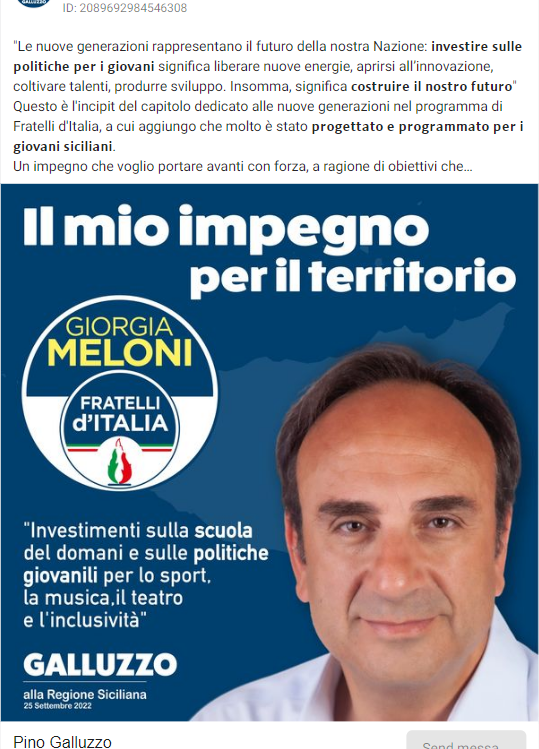 ID: 2089692984546308
"Le nuove generazioni rappresentano il futuro della nostra Nazione: investire sulle
politiche per i giovani significa liberare nuove energie, aprirsi all'innovazione,
coltivare talenti, produrre sviluppo. Insomma, significa costruire il nostro futuro"
Questo è l'incipit del capitolo dedicato alle nuove generazioni nel programma di
Fratelli d'Italia, a cui aggiungo che molto è stato progettato e programmato per i
giovani siciliani.
Un impegno che voglio portare avanti con forza, a ragione di obiettivi che...
Il mio impegno
per il territorio
GIORGIA
MELONI
FRATELLI
d'ITALIA
"Investimenti sulla scuola
del domani e sulle politiche
giovanili per lo sport,
la musica,il teatro
e l'inclusività"
GALLUZZO
alla Regione Siciliana
25 Settembre 2022
Pino Galluzzo
Send messa...